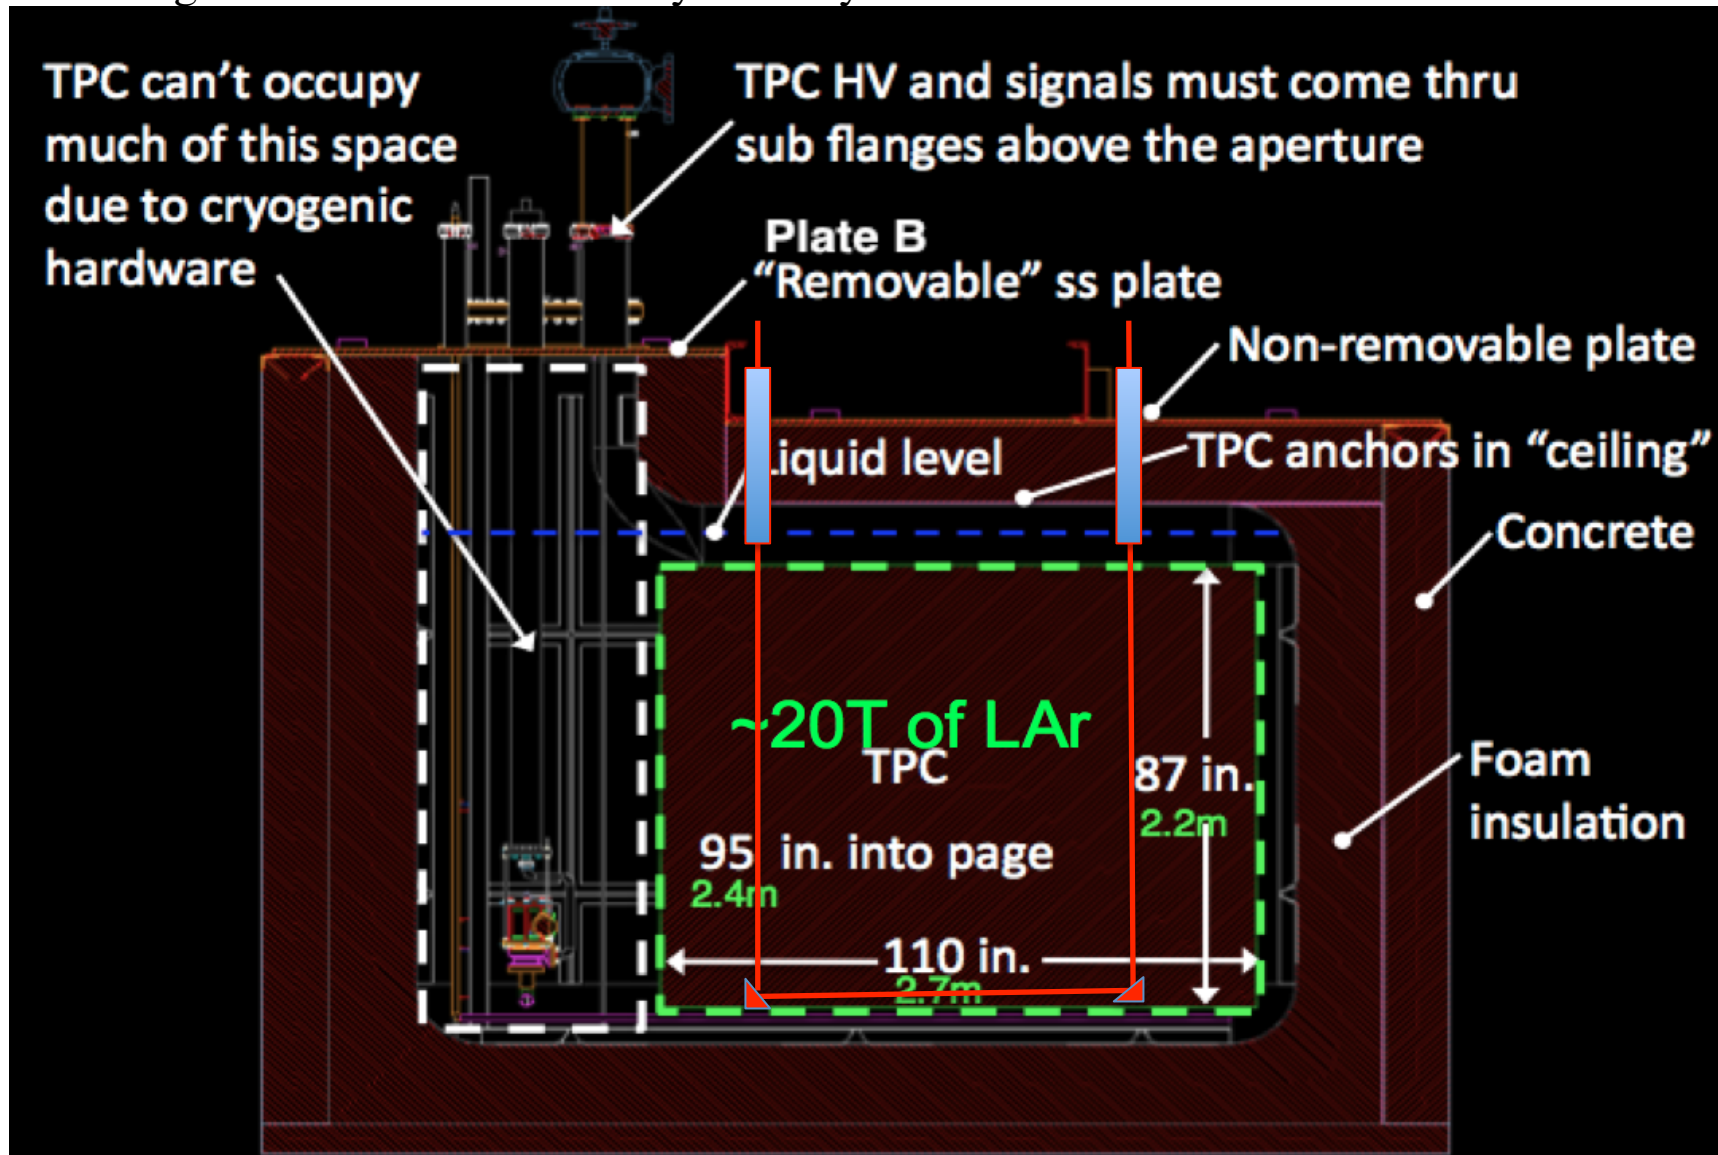 TPC can’t occupy
much of this space
due to cryogenic
hardware
TPC HV and signals must come thru
sub flanges above the aperture
Plate B
“Removable” ss plate
Non-removable plate
Liquid level
TPC anchors in “ceiling”
Concrete
~20T of LAr
TPC
87 in.
2.2m
95 in. into page
2.4m
110 in.
2.7m
Foam
insulation